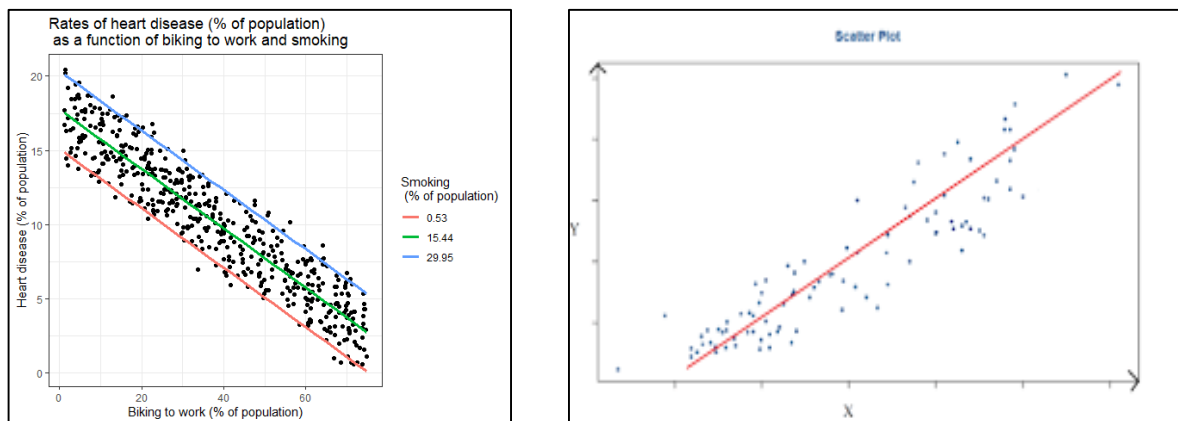 Rates of heart disease (% of population)
as a function of biking to work and smoking
Heart disease (% of population)
20
15
10
5
0
0
20
40
60
Biking to work (% of population)
Smoking
(% of population)
0.53
15.44
29.95
Scatter Plot
Y
X